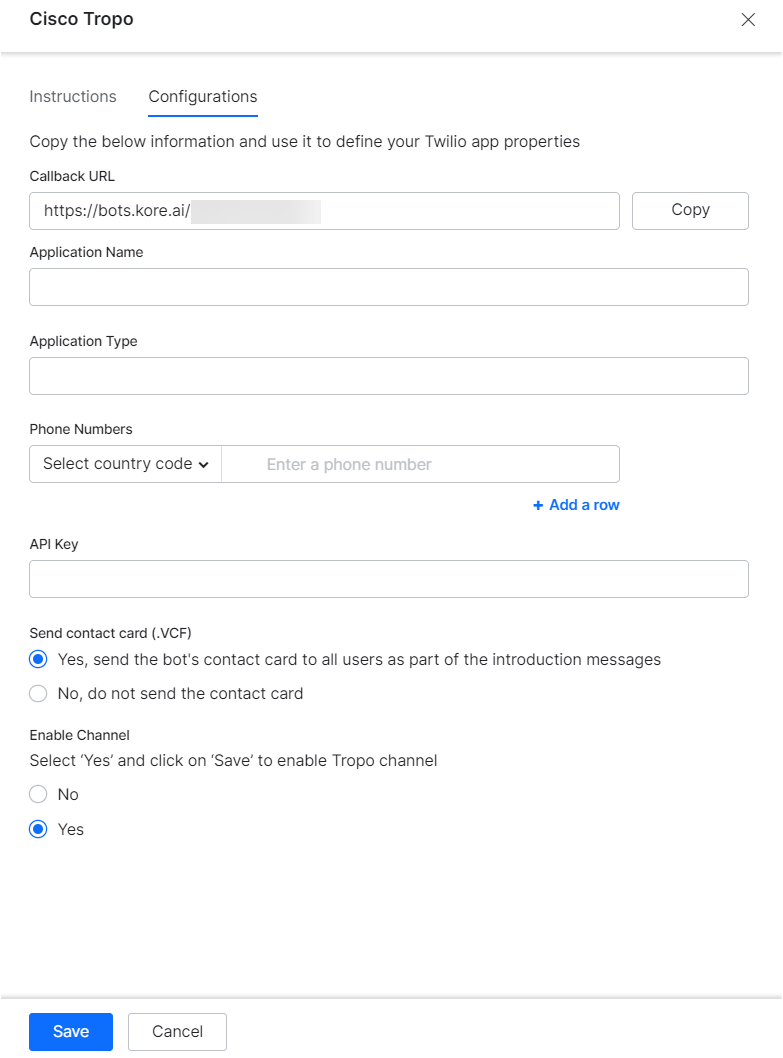 Cisco Tropo
Instructions Configurations
Copy the below information and use it to define your Twilio app properties
Callback URL
https://bots.kore.ai/ Copy
Application Name
Application Type
Phone Numbers
Select country code Enter a phone number
+ Add a row
API Key
Send contact card (.VCF)
Yes, send the bot's contact card to all users as part of the introduction messages
No, do not send the contact card
Enable Channel
Select ‘Yes’ and click on ‘Save’ to enable Tropo channel
No
Yes
Save Cancel